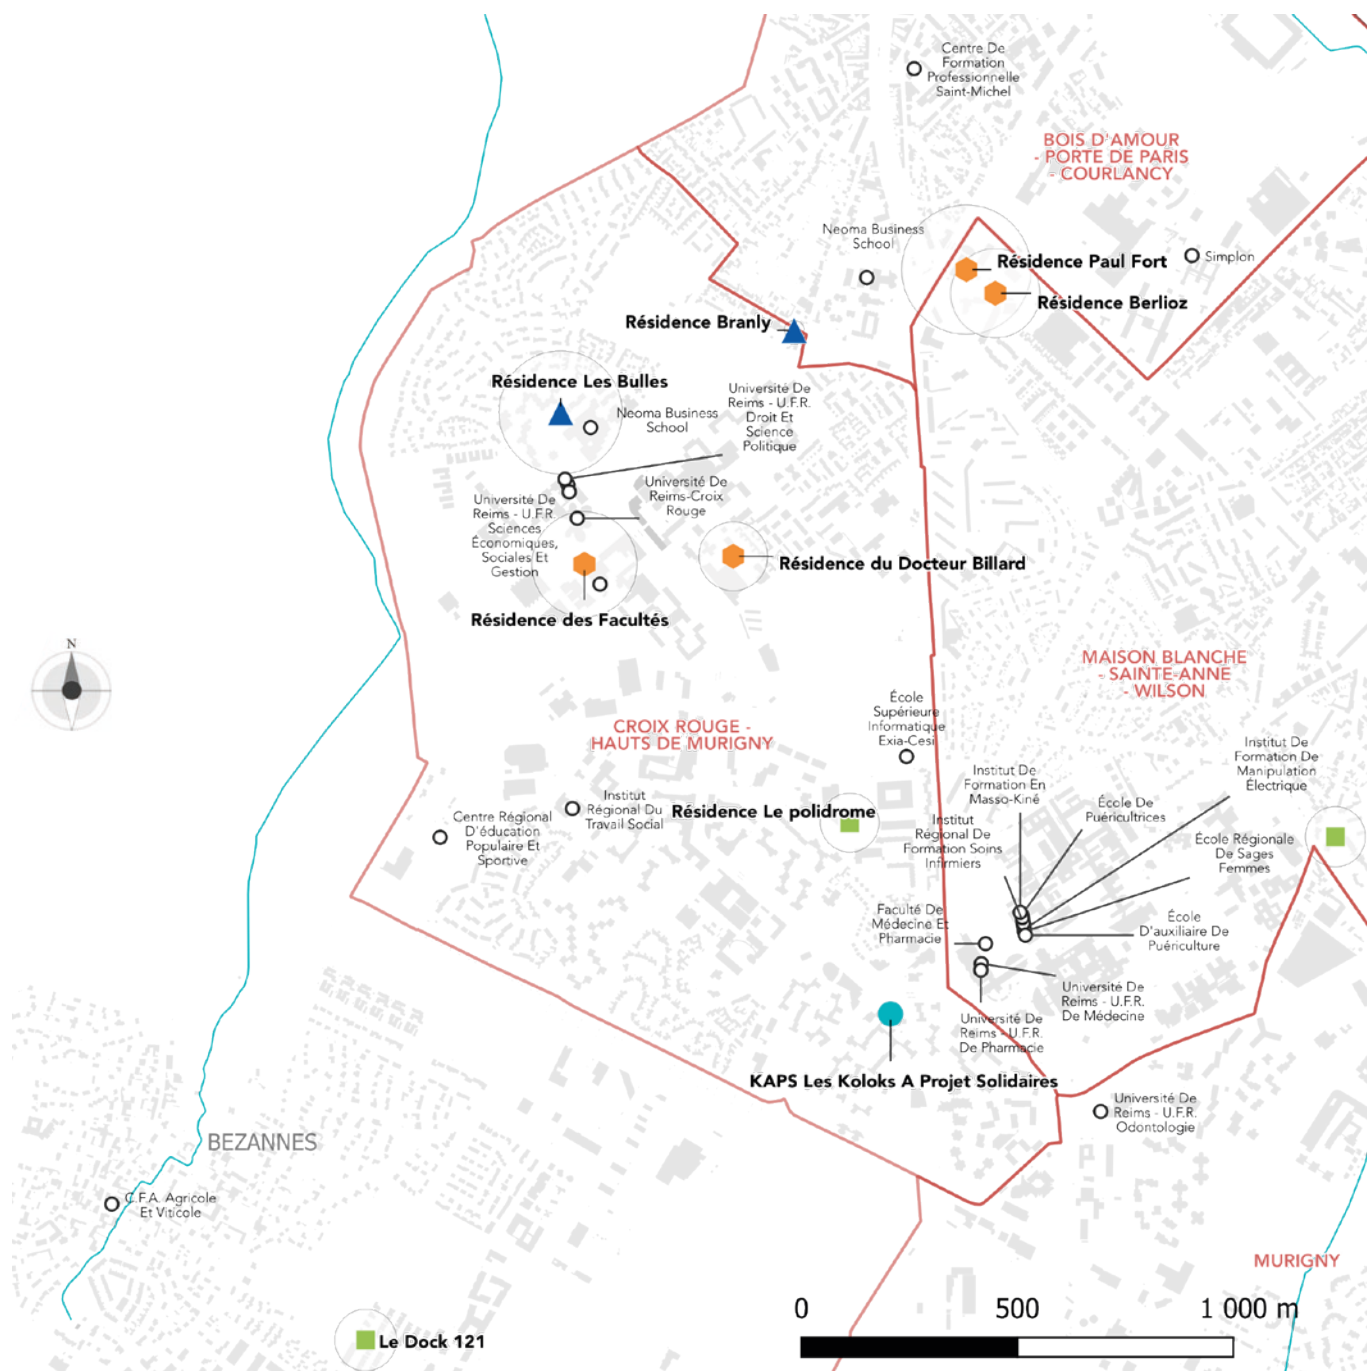 Centre De
Formation
Professionnelle
Saint-Michel
BOIS D'AMOUR
- PORTE DE PARIS
- COURLANCY
Neoma Business
School
Simplon
Résidence Paul Fort
Résidence Berlioz
Résidence Branly
Résidence Les Bulles
Neoma Business
School
Université De
Reims - U.F.R.
Droit Et
Science
Politique
Université De
Reims-Croix
Rouge
Université De
Reims - U.F.R.
Sciences
Économiques,
Sociales Et
Gestion
Résidence du Docteur Billard
Résidence des Facultés
N
MAISON BLANCHE
- SAINTE-ANNE
- WILSON
CROIX ROUGE -
HAUTS DE MURIGNY
École
Supérieure
Informatique
Exia-Cesi
Institut De
Formation De
Manipulation
Électrique
Institut De
Formation En
Masso-Kiné
École De
Puéricultrices
Institut
Régional Du
Travail Social
Résidence Le polidrome
Centre Régional
D'éducation
Populaire Et
Sportive
Institut
Régional De
Formation Soins
Infirmiers
École Régionale
De Sages
Femmes
Faculté De
Médecine Et
Pharmacie
École
D'auxiliaire De
Puériculture
Université De
Reims - U.F.R.
De Médecine
Université De
Reims - U.F.R.
De Pharmacie
KAPS Les Koloks A Projet Solidaires
Université De
Reims - U.F.R.
Odontologie
BEZANNES
C.F.A. Agricole
Et Viticole
MURIGNY
0 500 1 000 m
Le Dock 121